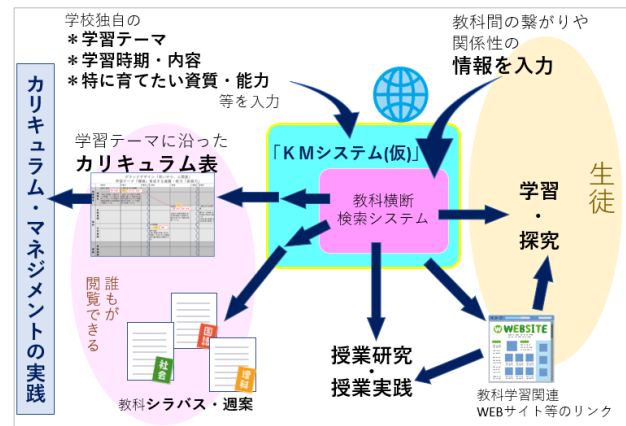 学校独自の
＊学習テーマ
＊学習時期・内容
＊特に育てたい資質・能力
等を入力
教科間の繋がりや
関係性の
情報を入力
カリキュラム・マネジメントの実践
学習テーマに沿った
カリキュラム表
「ＫＭシステム(仮)」
教科横断
検索システム
生徒
学習
・
探究
誰もが
閲覧できる
国語
社会
理科
教科シラバス・週案
授業研究
・
授業実践
WEBSITE
教科学習関連
WEBサイト等のリンク